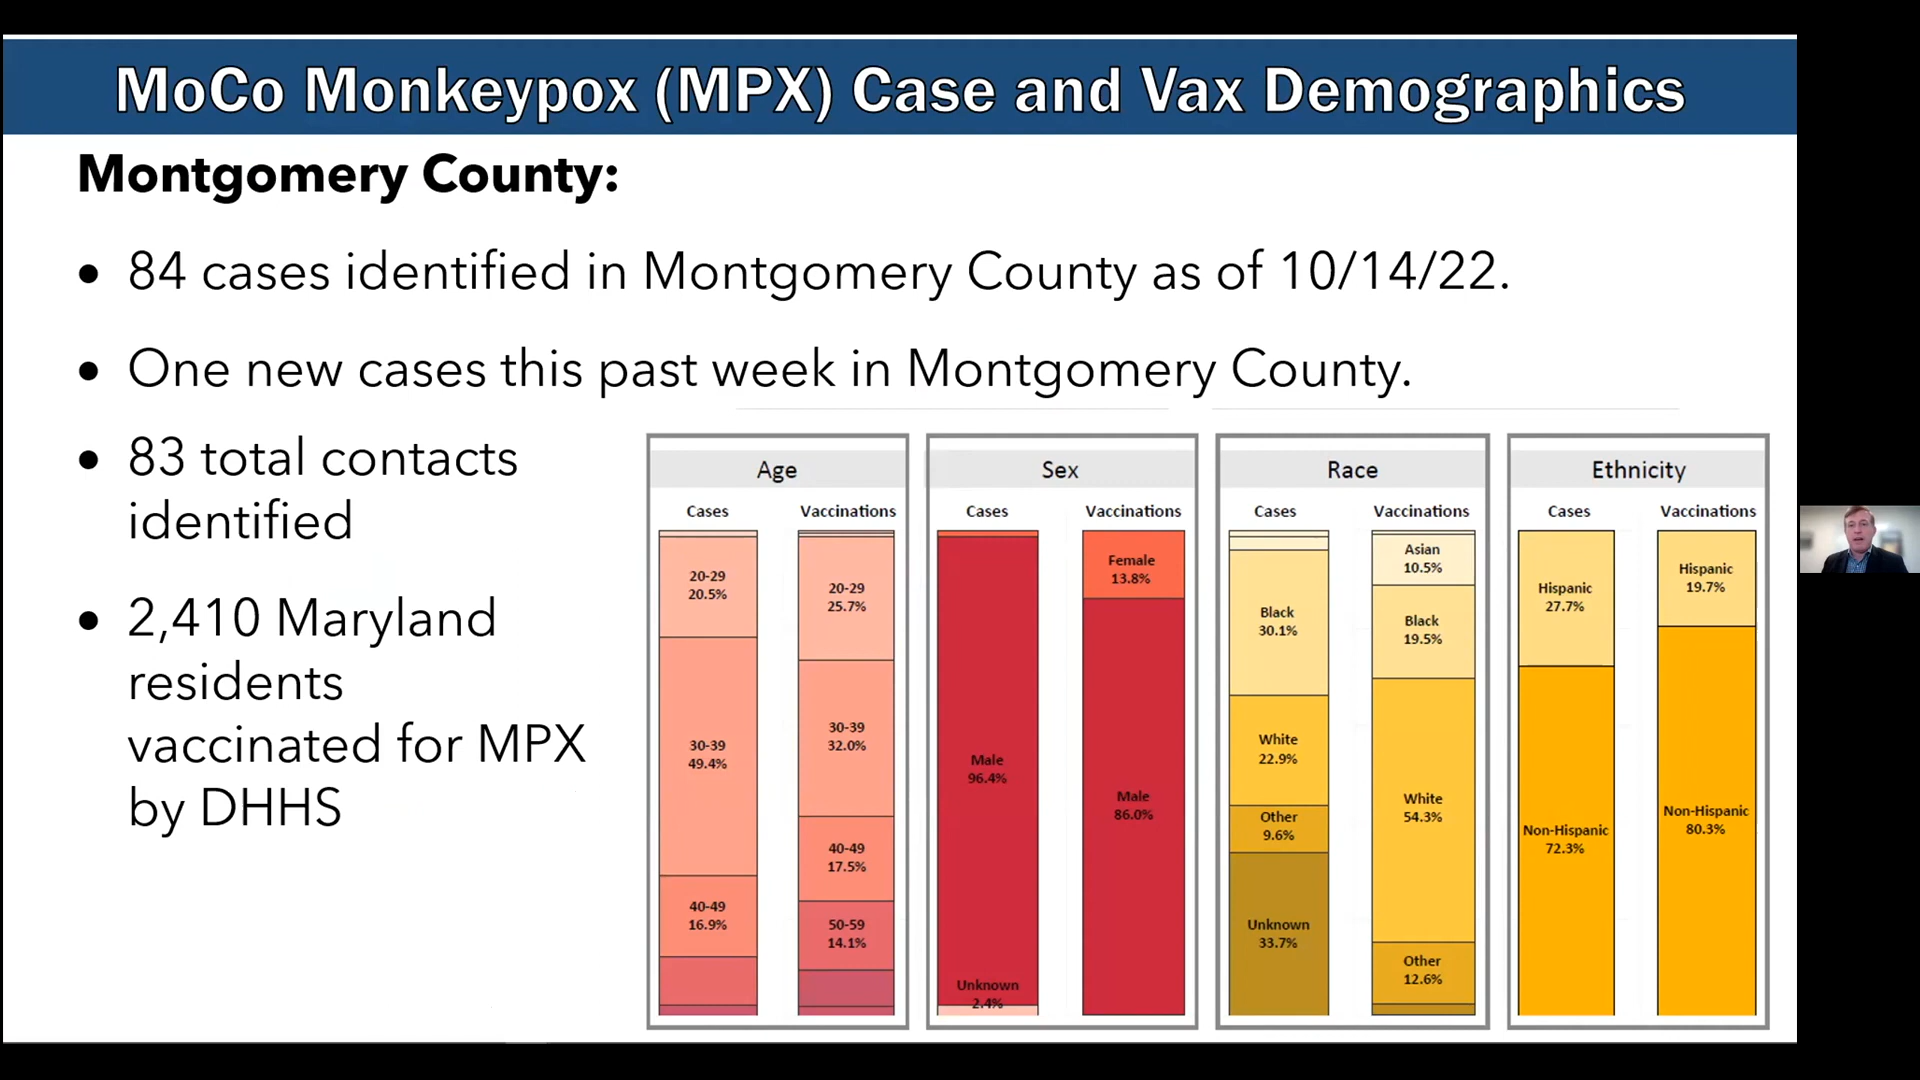 MoCo Monkeypox (MPX) Case and Vax Demographics
Montgomery County:
• 84 cases identified in Montgomery County as of 10/14/22.
• One new cases this past week in Montgomery County.
• 83 total contacts
identified
• 2,410 Maryland
residents
vaccinated for MPX
by DHHS
Age
Cases
20-29
20.5%
30-39
49.4%
40-49
16.9%
Vaccinations
20-29
25.7%
30-39
32.0%
40-49
17.5%
50-59
14.1%
Sex
Cases
Male
96.4%
Unknown
2.4%
Vaccinations
Female
13.8%
Male
86.0%
Race
Cases
Black
30.1%
White
22.9%
Other
9.6%
Unknown
33.7%
Vaccinations
Asian
10.5%
Black
19.5%
White
54.3%
Other
12.6%
Ethnicity
Cases
Hispanic
27.7%
Non-Hispanic
72.3%
Vaccinations
Hispanic
19.7%
Non-Hispanic
80.3%